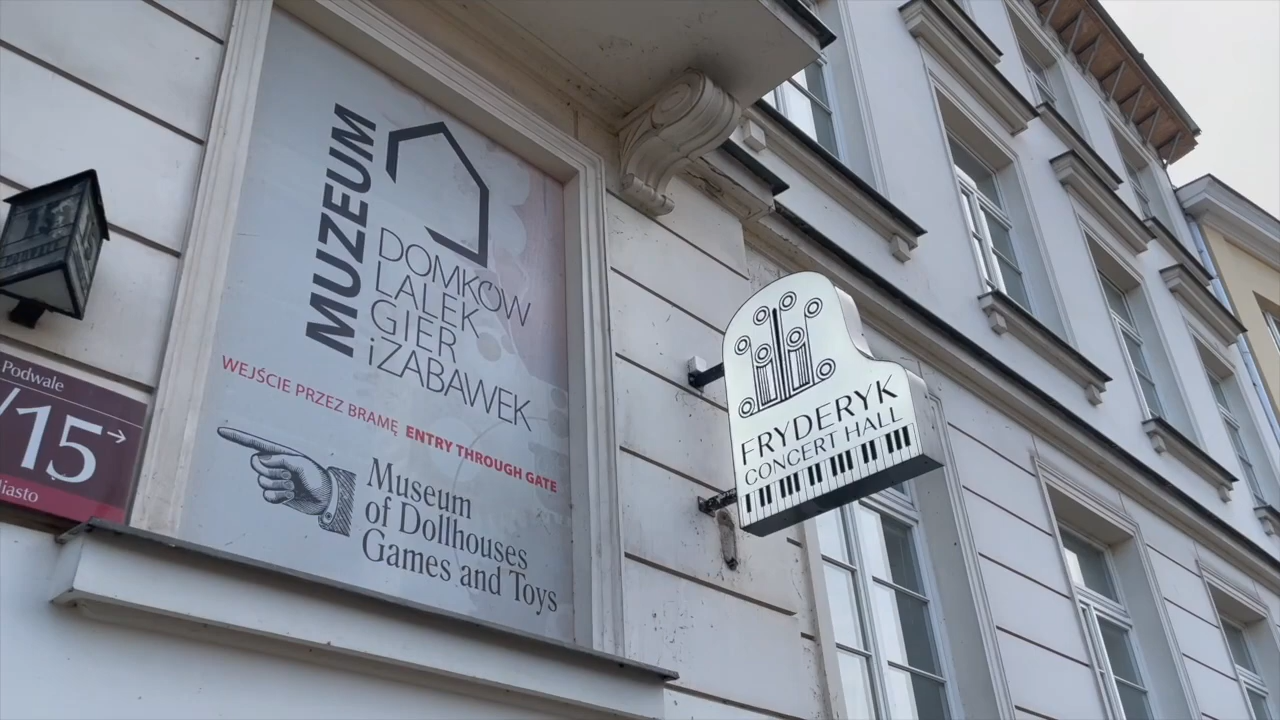 MUZEUM
DOMKÓW
LALEK
GIER
iZABAWEK
WEJŚCIE PRZEZ BRAMĘ ENTRY THROUGH GATE
Museum
of Dollhouses
Games and Toys
FRYDERYK
CONCERT HALL
Podwale
/15
15